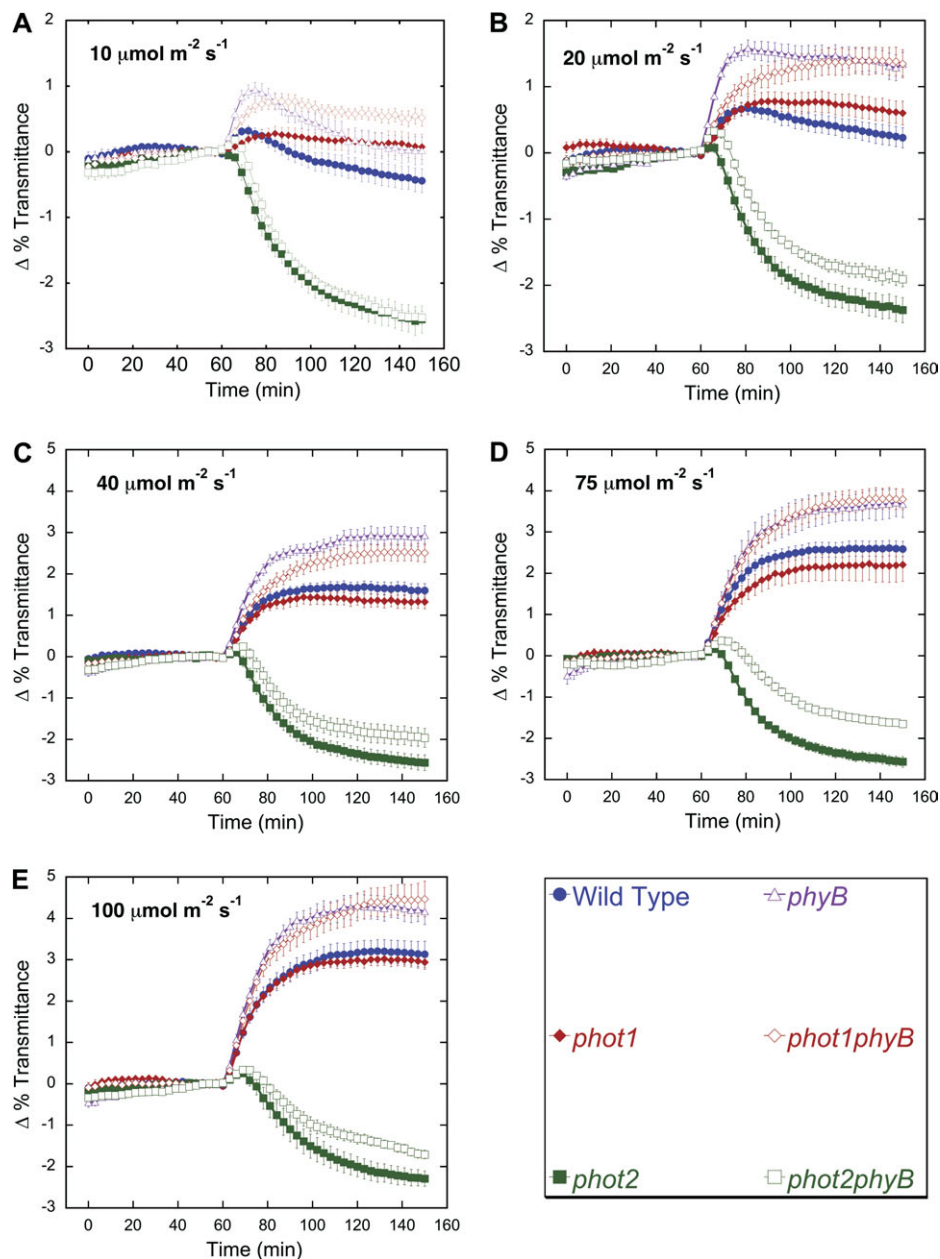 A
10 μmol m⁻² s⁻¹
Δ % Transmittance
1
0
-1
-2
-3
0 20 40 60 80 100 120 140 160
Time (min)
B
20 μmol m⁻² s⁻¹
Δ % Transmittance
2
1
0
-1
-2
-3
0 20 40 60 80 100 120 140 160
Time (min)
C
40 μmol m⁻² s⁻¹
Δ % Transmittance
5
4
3
2
1
0
-1
-2
-3
0 20 40 60 80 100 120 140 160
Time (min)
D
75 μmol m⁻² s⁻¹
Δ % Transmittance
5
4
3
2
1
0
-1
-2
-3
0 20 40 60 80 100 120 140 160
Time (min)
E
100 μmol m⁻² s⁻¹
Δ % Transmittance
5
4
3
2
1
0
-1
-2
-3
0 20 40 60 80 100 120 140 160
Time (min)
Wild Type phyB
phot1 phot1phyB
phot2 phot2phyB